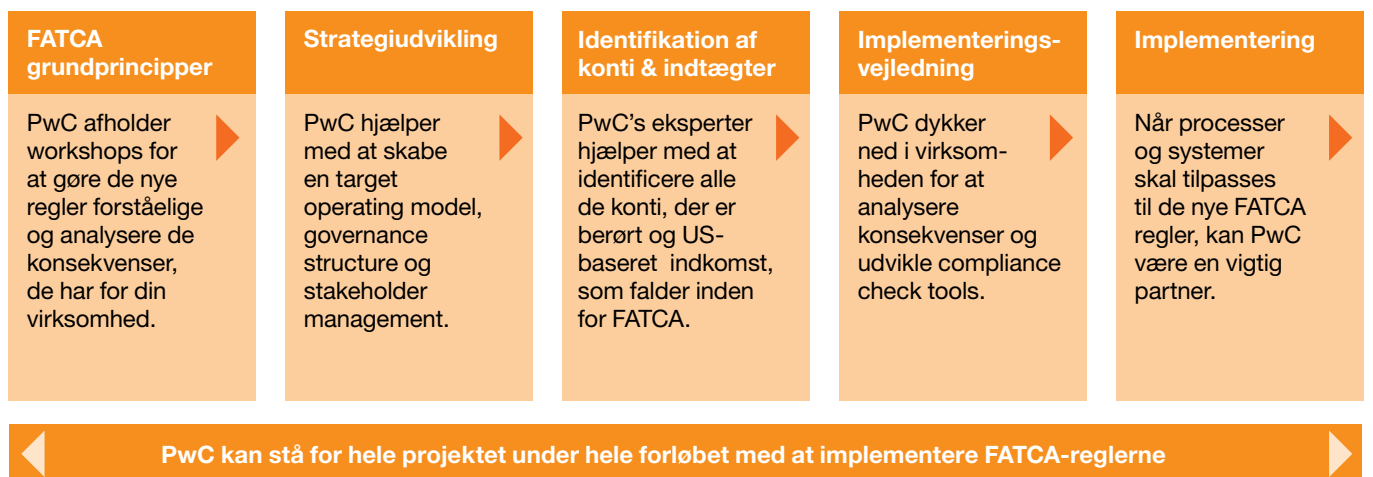 FATCA
grundprincipper
PwC afholder
workshops for
at gøre de nye
regler forståelige
og analysere de
konsekvenser,
de har for din
virksomhed.
Strategiudvikling
PwC hjælper
med at skabe
en target
operating model,
governance
structure og
stakeholder
management.
Identifikation af
konti & indtægter
PwC’s eksperter
hjælper med at
identificere alle
de konti, der er
berørt og US-
baseret indkomst,
som falder inden
for FATCA.
Implementerings-
vejledning
PwC dykker
ned i virksom-
heden for at
analysere
konsekvenser og
udvikle compliance
check tools.
Implementering
Når processer
og systemer
skal tilpasses
til de nye FATCA
regler, kan PwC
være en vigtig
partner.
PwC kan stå for hele projektet under hele forløbet med at implementere FATCA-reglerne